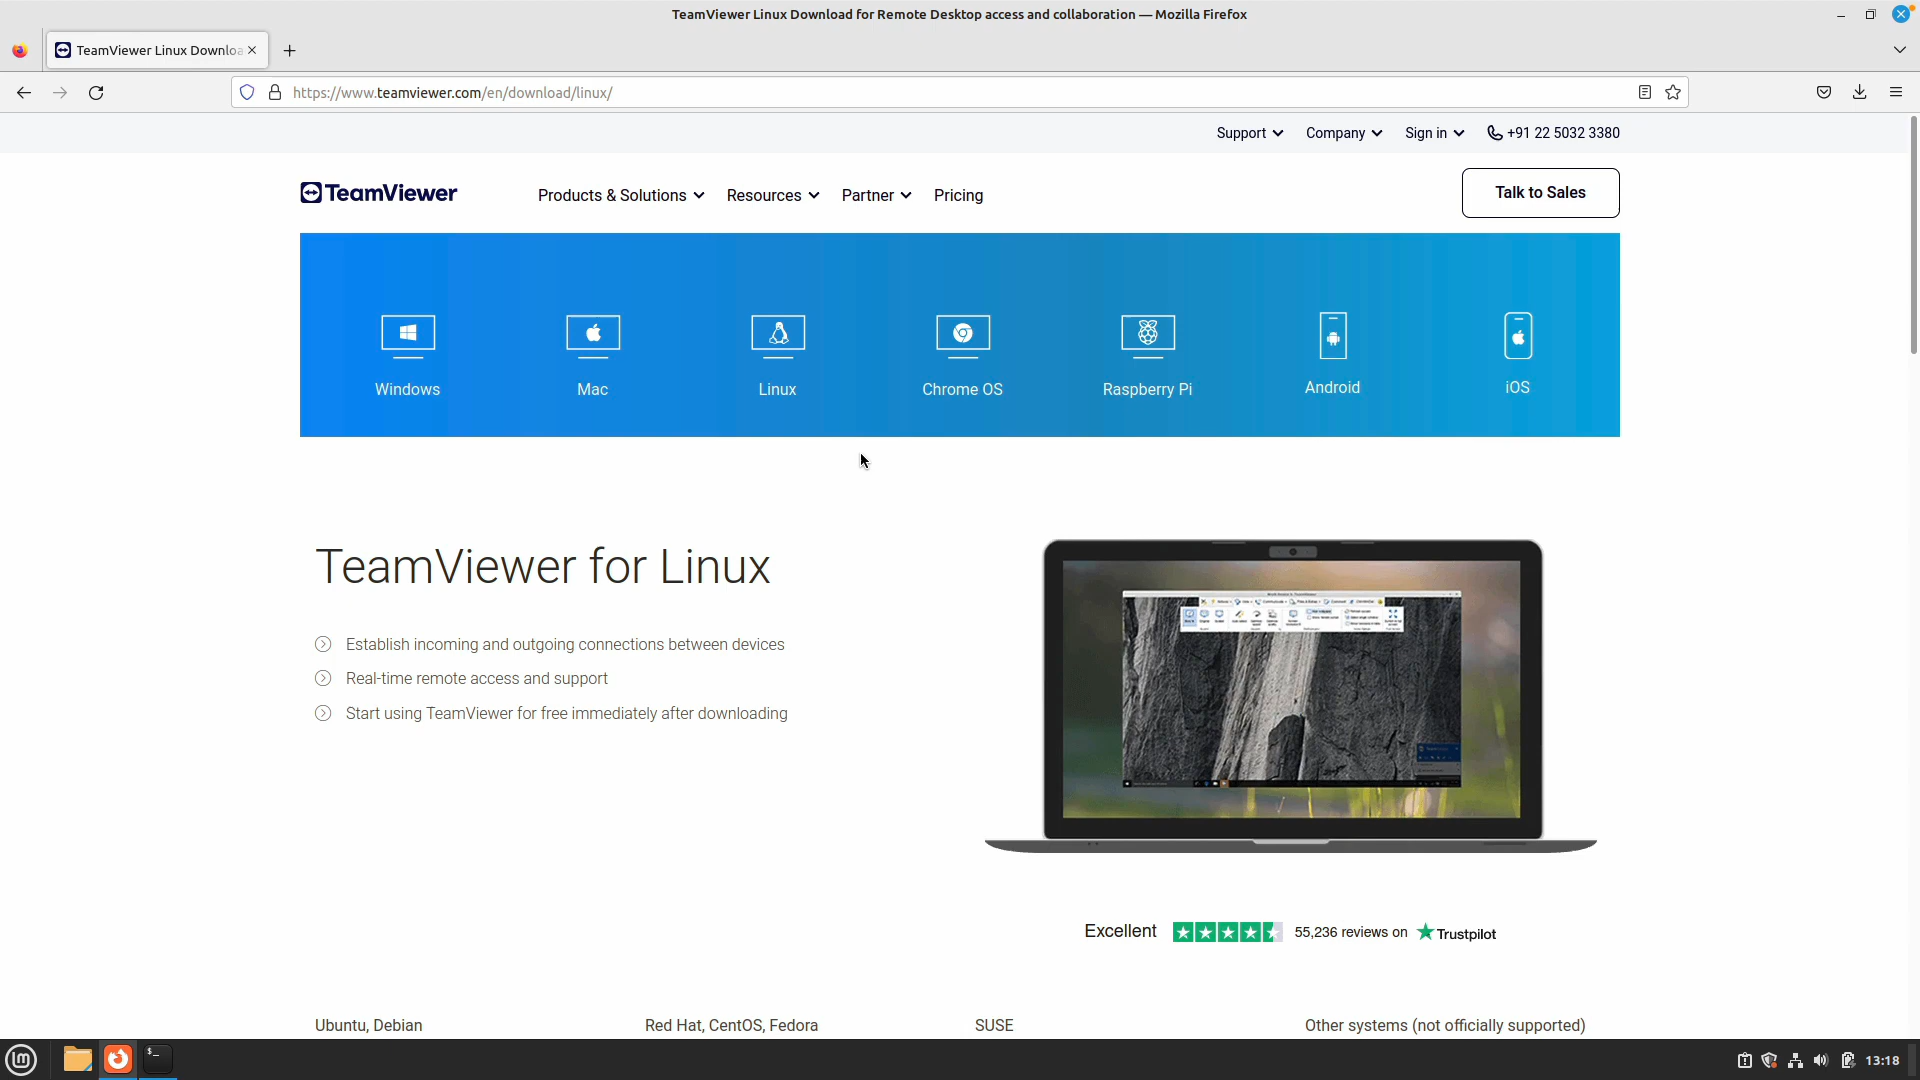 TeamViewer Linux Download for Remote Desktop access and collaboration — Mozilla Firefox
TeamViewer Linux Downloa
https://www.teamviewer.com/en/download/linux/
Support Company Sign in +91 22 5032 3380
TeamViewer Products & Solutions Resources Partner Pricing Talk to Sales
Windows Mac Linux Chrome OS Raspberry Pi Android iOS
TeamViewer for Linux
Establish incoming and outgoing connections between devices
Real-time remote access and support
Start using TeamViewer for free immediately after downloading
Excellent 55,236 reviews on Trustpilot
Ubuntu, Debian Red Hat, CentOS, Fedora SUSE Other systems (not officially supported)
13:18